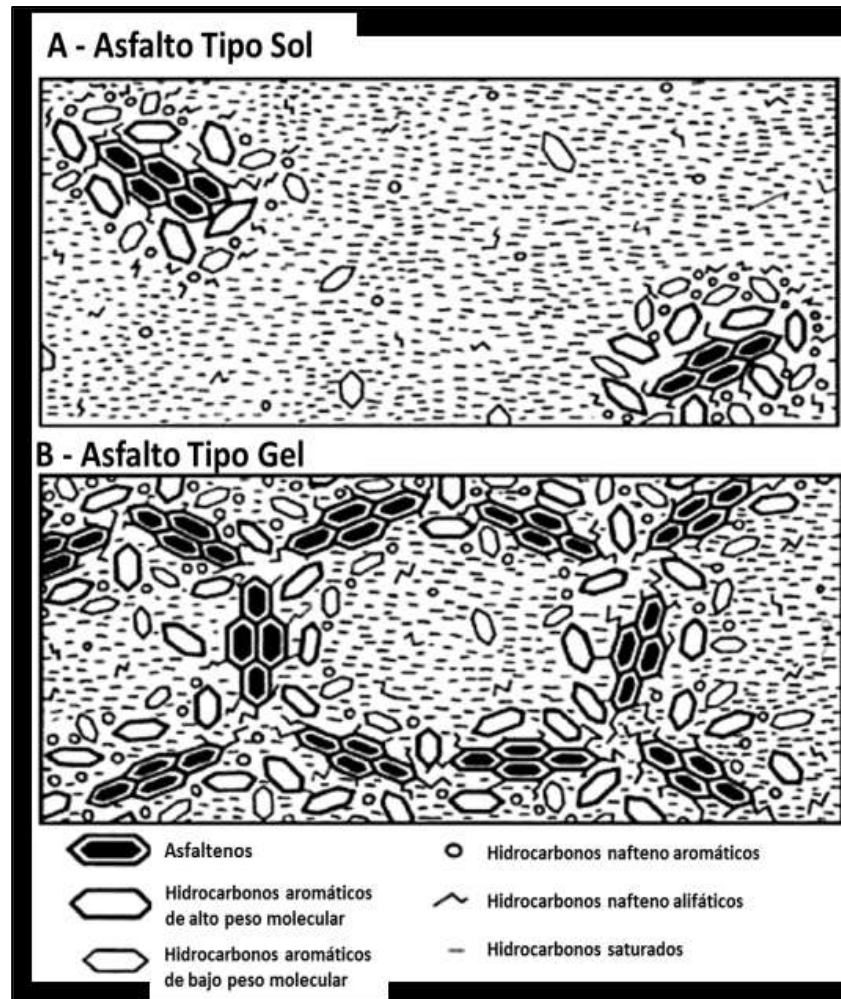 A - Asfalto Tipo Sol
B - Asfalto Tipo Gel
Asfaltenos
Hidrocarbonos aromáticos
de alto peso molecular
Hidrocarbonos aromáticos
de bajo peso molecular
Hidrocarbonos nafteno aromáticos
Hidrocarbonos nafteno alifáticos
Hidrocarbonos saturados